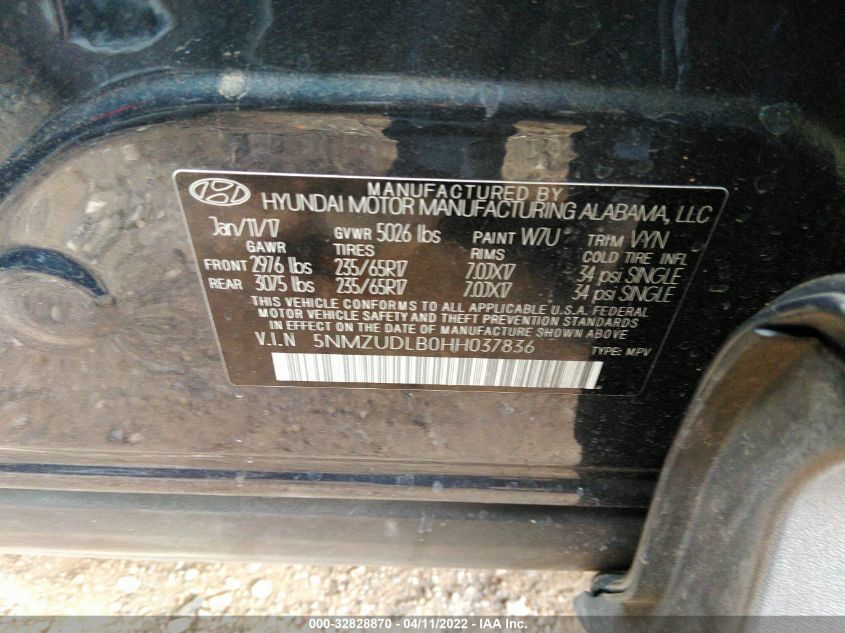 MANUFACTURED BY
HYUNDAI MOTOR MANUFACTURING ALABAMA, LLC
Jan/11/17 GVWR 5026 lbs PAINT W7U TRIM VYN
GAWR TIRES RIMS COLD TIRE INFL
FRONT 2976 lbs 235/65R17 7.0JX17 34 psi SINGLE
REAR 3075 lbs 235/65R17 7.0JX17 34 psi SINGLE
THIS VEHICLE CONFORMS TO ALL APPLICABLE U.S.A. FEDERAL
MOTOR VEHICLE SAFETY AND THEFT PREVENTION STANDARDS
IN EFFECT ON THE DATE OF MANUFACTURE SHOWN ABOVE
V.I.N 5NMZUDLB0HH037836 TYPE: MPV
000-32828870 - 04/11/2022 - IAA Inc.